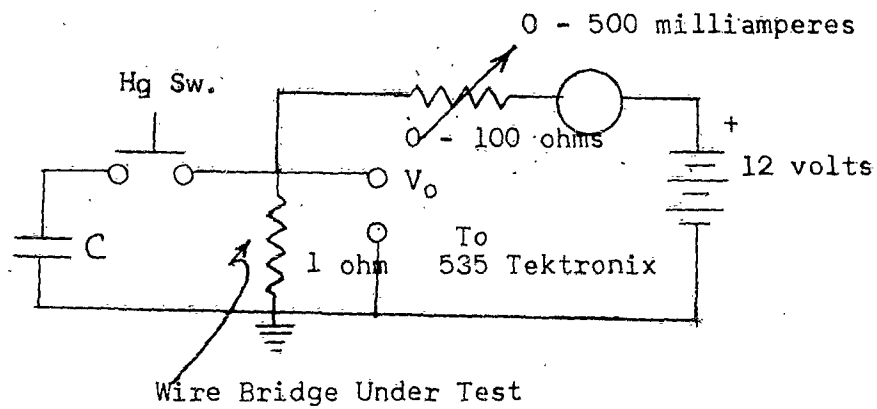 0 - 500 milliamperes
Hg Sw.
0 - 100 ohms
+
12 volts
Vo
C
1 ohm
To
535 Tektronix
Wire Bridge Under Test